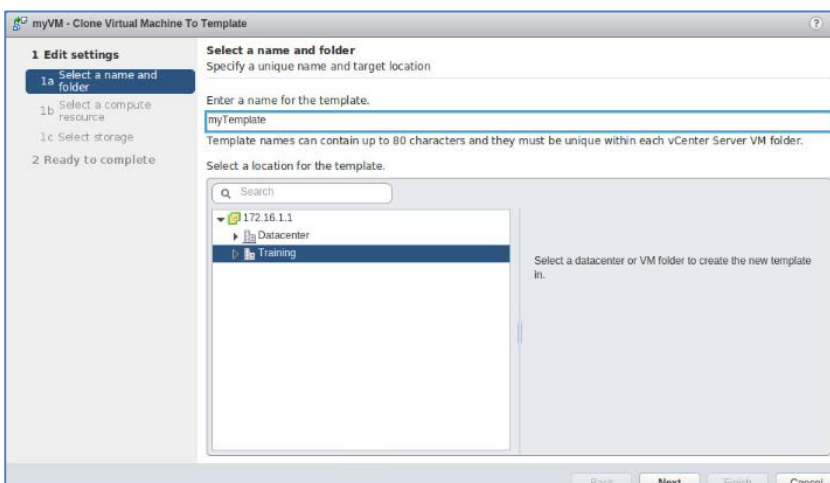 myVM - Clone Virtual Machine To Template
?
1 Edit settings
1a Select a name and
folder
1b Select a compute
resource
1c Select storage
2 Ready to complete
Select a name and folder
Specify a unique name and target location
Enter a name for the template.
myTemplate
Template names can contain up to 80 characters and they must be unique within each vCenter Server VM folder.
Select a location for the template.
Search
172.16.1.1
Datacenter
Training
Select a datacenter or VM folder to create the new template
in.
Back
Next
Finish
Cancel